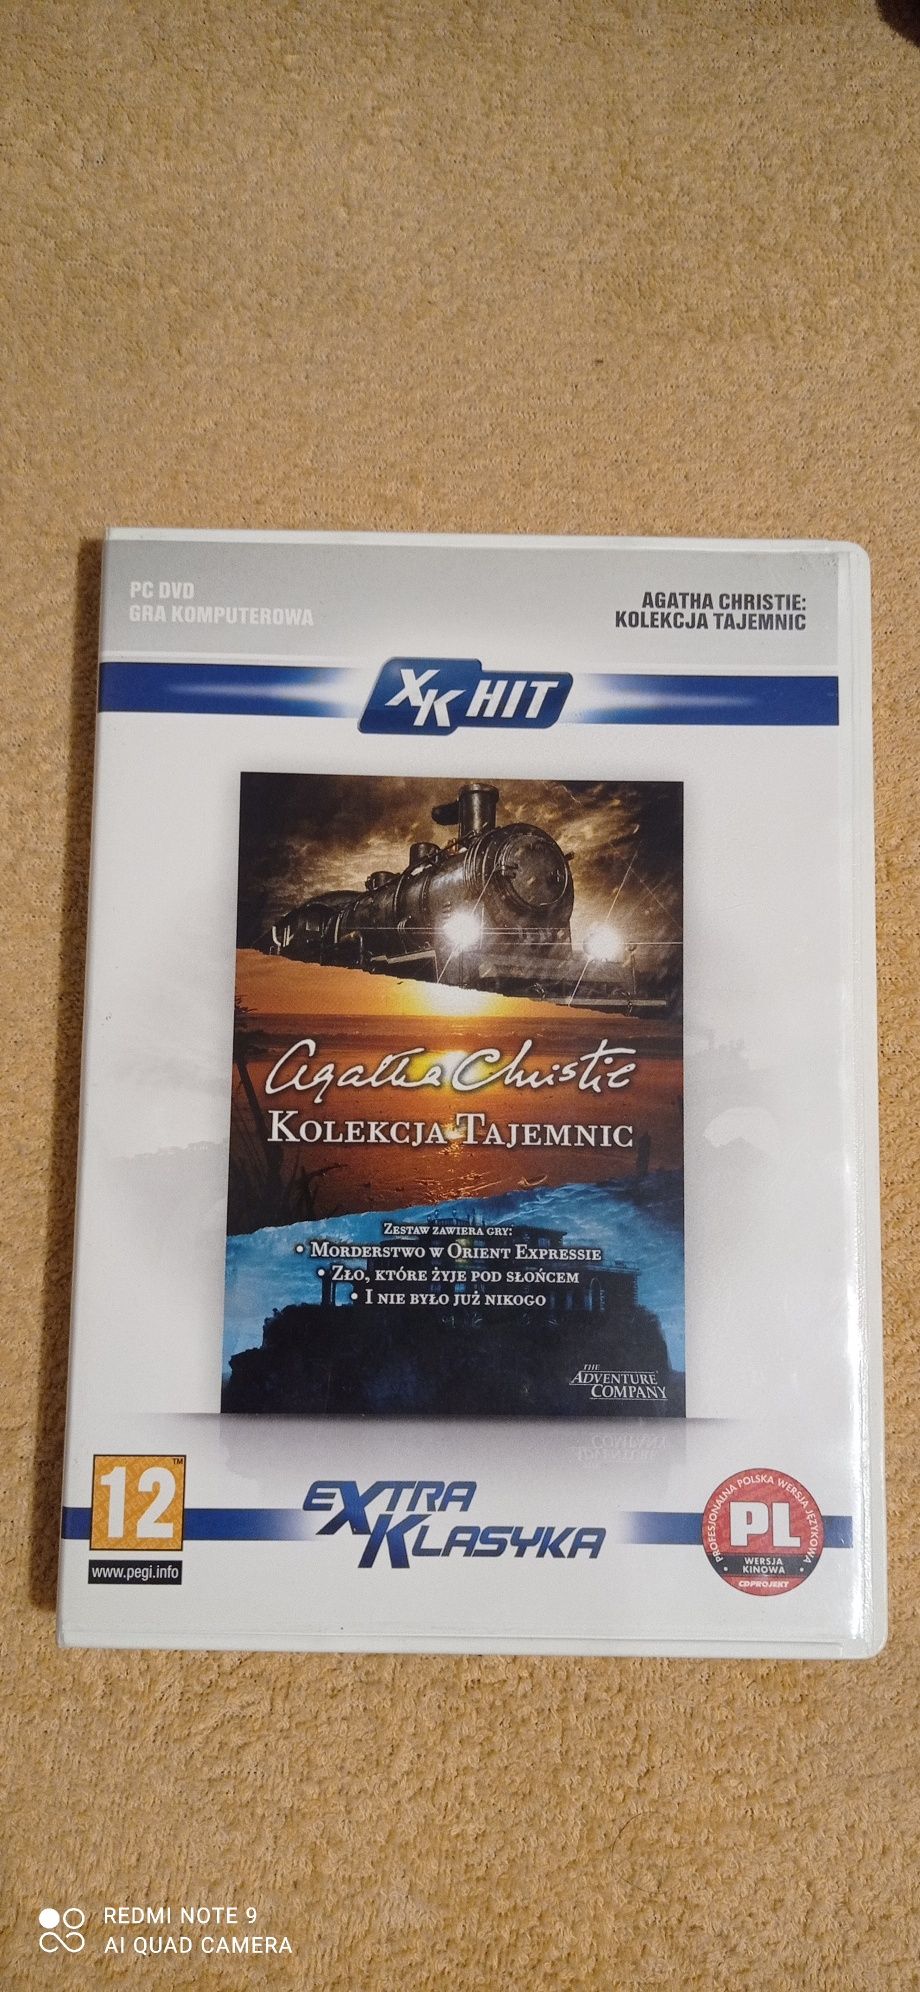 PC DVD
GRA KOMPUTEROWA
AGATHA CHRISTIE:
KOLEKCJA TAJEMNIC
XK HIT
Agatha Christie
KOLEKCJA TAJEMNIC
ZESTAW ZAWIERA GRY:
• MORDERSTWO W ORIENT EXPRESSIE
• ZŁO, KTÓRE ŻYJE POD SŁOŃCEM
• I NIE BYŁO JUŻ NIKOGO
THE
ADVENTURE
COMPANY
12™
www.pegi.info
EXTRA
KLASYKA
PROFESJONALNA POLSKA WERSJA JĘZYKOWA
PL
WERSJA
KINOWA
CDPROJEKT
REDMI NOTE 9
AI QUAD CAMERA